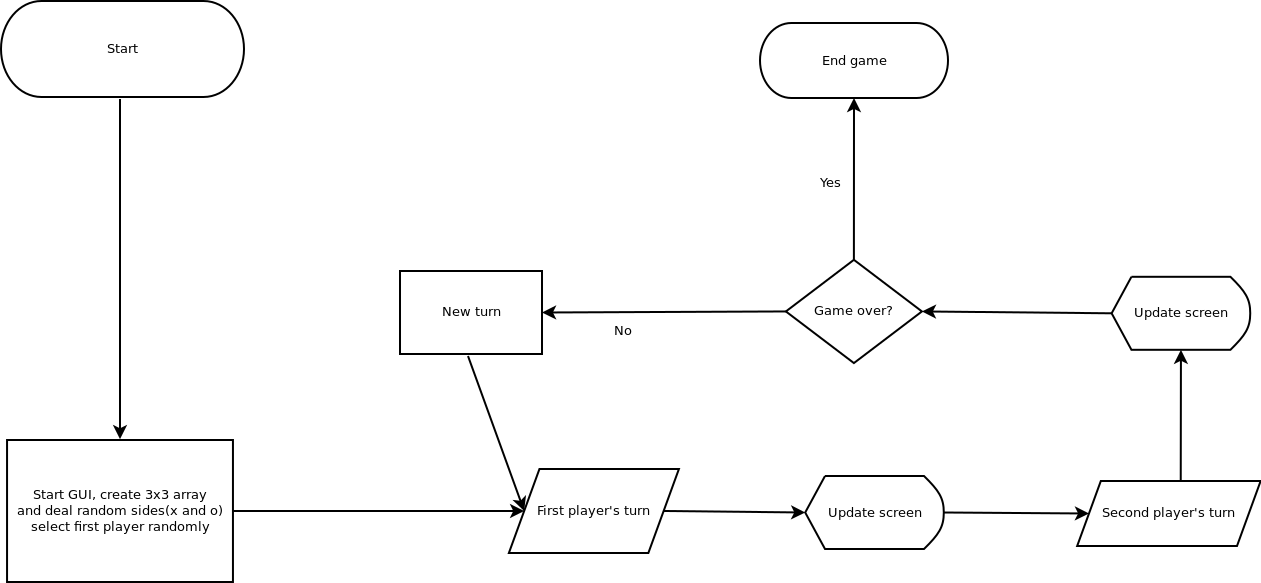 Start
End game
Yes
New turn
No
Game over?
Update screen
Start GUI, create 3x3 array
and deal random sides(x and o)
select first player randomly
First player's turn
Update screen
Second player's turn